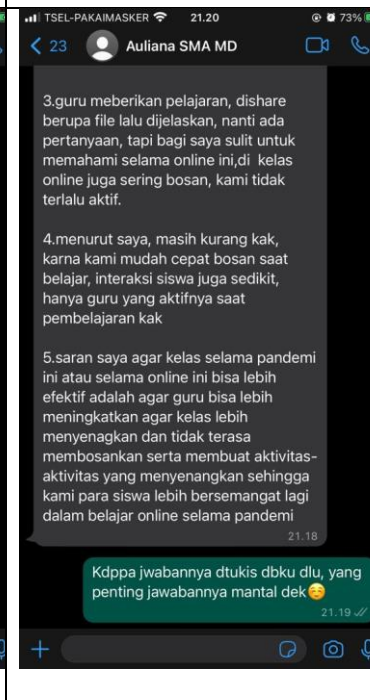 TSEL-PAKAIMASKER 21.20 73%
23 Auliana SMA MD
3.guru meberikan pelajaran, dishare
berupa file lalu dijelaskan, nanti ada
pertanyaan, tapi bagi saya sulit untuk
memahami selama online ini,di kelas
online juga sering bosan, kami tidak
terlalu aktif.
4.menurut saya, masih kurang kak,
karna kami mudah cepat bosan saat
belajar, interaksi siswa juga sedikit,
hanya guru yang aktifnya saat
pembelajaran kak
5.saran saya agar kelas selama pandemi
ini atau selama online ini bisa lebih
efektif adalah agar guru bisa lebih
meningkatkan agar kelas lebih
menyenagkan dan tidak terasa
membosankan serta membuat aktivitas-
aktivitas yang menyenangkan sehingga
kami para siswa lebih bersemangat lagi
dalam belajar online selama pandemi
21.18
Kdppa jwabannya dtukis dbku dlu, yang
penting jawabannya mantal dek😁
21.19